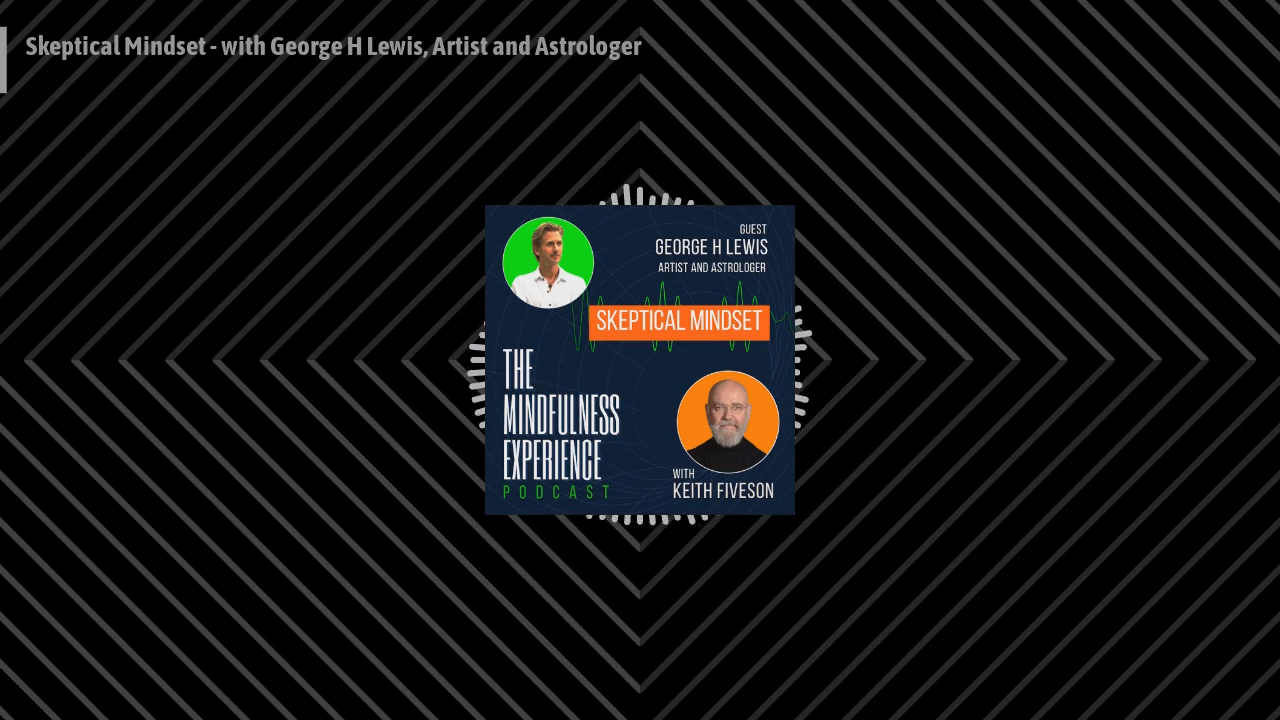 Skeptical Mindset - with George H Lewis, Artist and Astrologer
GUEST
GEORGE H LEWIS
ARTIST AND ASTROLOGER
SKEPTICAL MINDSET
THE
MINDFULNESS
EXPERIENCE
PODCAST
WITH
KEITH FIVESON